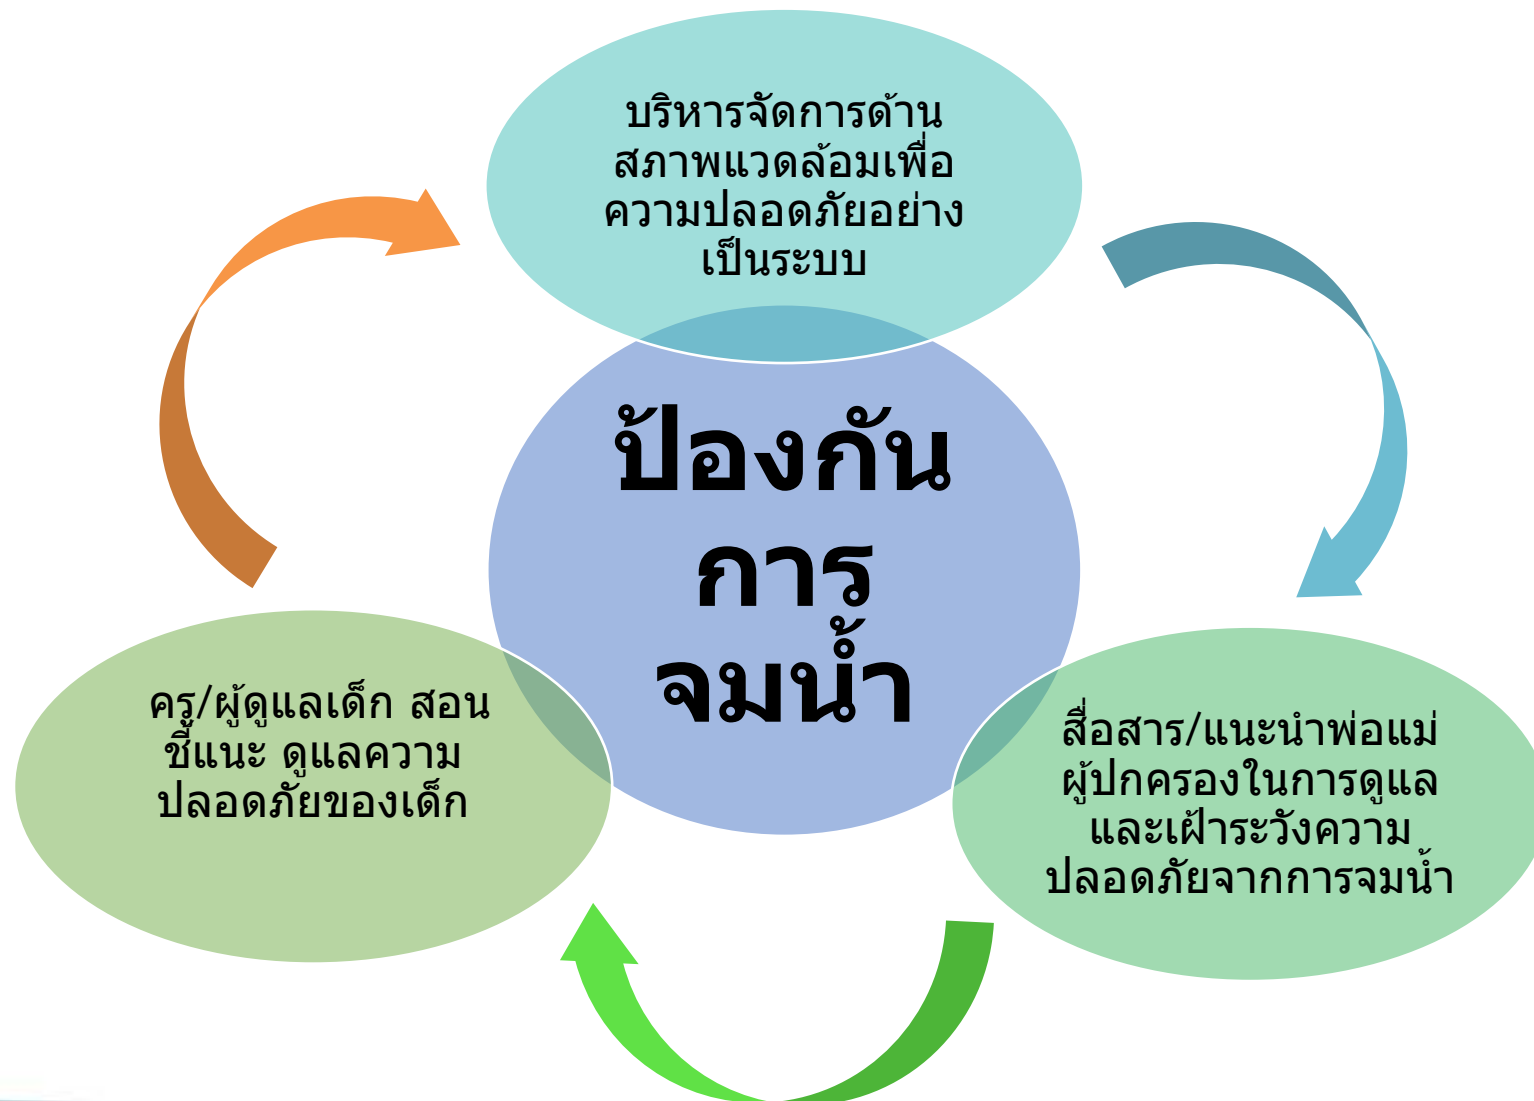 บริหารจัดการด้าน
สภาพแวดล้อมเพื่อ
ความปลอดภัยอย่าง
เป็นระบบ
ป้องกัน
การ
จมน้ำ
ครู/ผู้ดูแลเด็ก สอน
ชี้แนะ ดูแลความ
ปลอดภัยของเด็ก
สื่อสาร/แนะนำพ่อแม่
ผู้ปกครองในการดูแล
และเฝ้าระวังความ
ปลอดภัยจากการจมน้ำ